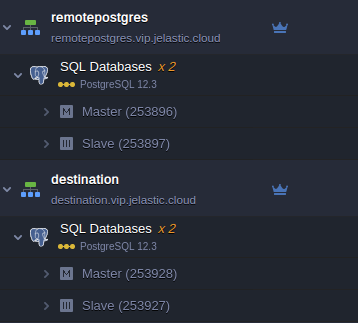 remotepostgres
remotepostgres.vip.jelastic.cloud
SQL Databases x 2
PostgreSQL 12.3
M Master (253896)
Slave (253897)
destination
destination.vip.jelastic.cloud
SQL Databases x 2
PostgreSQL 12.3
M Master (253928)
Slave (253927)